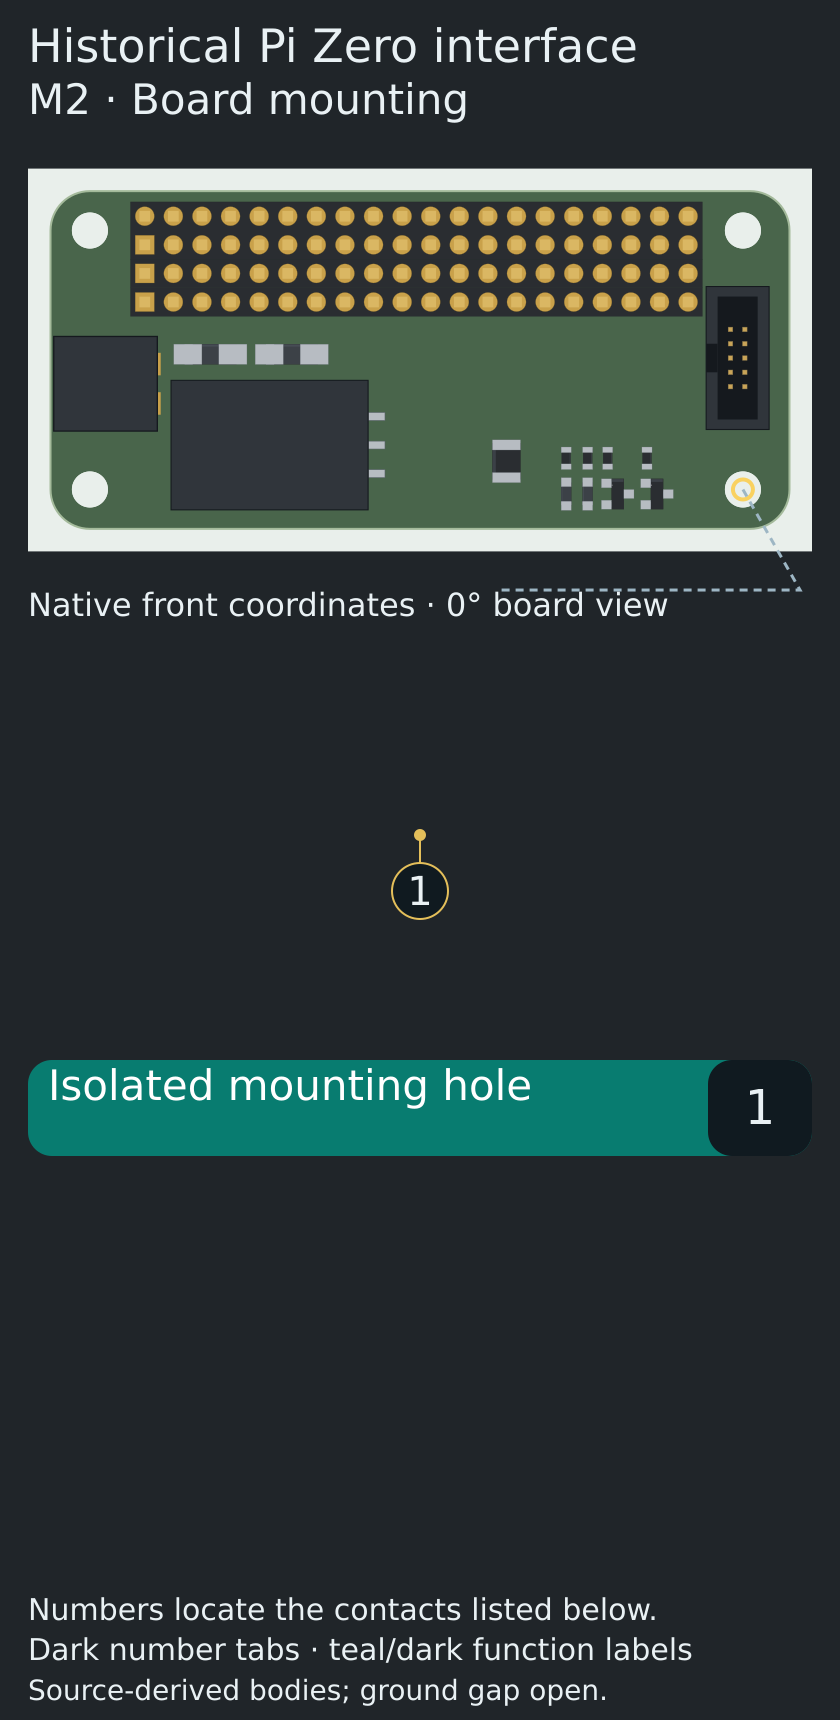 Historical Pi Zero interface
M2 · Board mounting
Native front coordinates · 0° board view
1
Isolated mounting hole 1
Numbers locate the contacts listed below.
Dark number tabs · teal/dark function labels
Source-derived bodies; ground gap open.